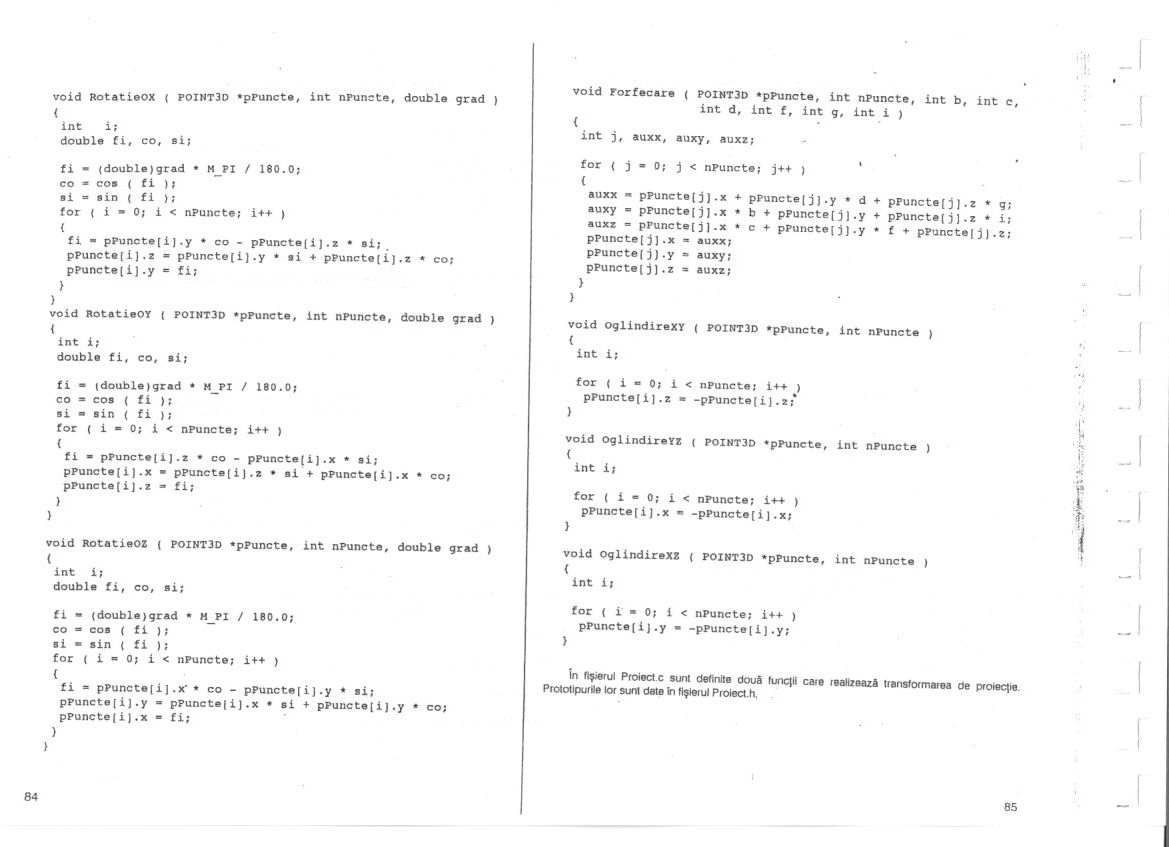 void RotatieOX ( POINT3D *pPuncte, int nPuncte, double grad )
{
int i;
double fi, co, si;
fi = (double)grad * M_PI / 180.0;
co = cos ( fi );
si = sin ( fi );
for ( i = 0; i < nPuncte; i++ )
{
fi = pPuncte[i].y * co - pPuncte[i].z * si;
pPuncte[i].z = pPuncte[i].y * si + pPuncte[i].z * co;
pPuncte[i].y = fi;
}
}
void RotatieOY ( POINT3D *pPuncte, int nPuncte, double grad )
{
int i;
double fi, co, si;
fi = (double)grad * M_PI / 180.0;
co = cos ( fi );
si = sin ( fi );
for ( i = 0; i < nPuncte; i++ )
{
fi = pPuncte[i].z * co - pPuncte[i].x * si;
pPuncte[i].x = pPuncte[i].z * si + pPuncte[i].x * co;
pPuncte[i].z = fi;
}
}
void RotatieOZ ( POINT3D *pPuncte, int nPuncte, double grad )
{
int i;
double fi, co, si;
fi = (double)grad * M_PI / 180.0;
co = cos ( fi );
si = sin ( fi );
for ( i = 0; i < nPuncte; i++ )
{
fi = pPuncte[i].x * co - pPuncte[i].y * si;
pPuncte[i].y = pPuncte[i].x * si + pPuncte[i].y * co;
pPuncte[i].x = fi;
}
}
84
void Forfecare ( POINT3D *pPuncte, int nPuncte, int b, int c,
int d, int f, int g, int i )
{
int j, auxx, auxy, auxz;
for ( j = 0; j < nPuncte; j++ )
{
auxx = pPuncte[j].x + pPuncte[j].y * d + pPuncte[j].z * g;
auxy = pPuncte[j].x * b + pPuncte[j].y + pPuncte[j].z * i;
auxz = pPuncte[j].x * c + pPuncte[j].y * f + pPuncte[j].z;
pPuncte[j].x = auxx;
pPuncte[j].y = auxy;
pPuncte[j].z = auxz;
}
}
void OglindireXY ( POINT3D *pPuncte, int nPuncte )
{
int i;
for ( i = 0; i < nPuncte; i++ )
pPuncte[i].z = -pPuncte[i].z;
}
void OglindireYZ ( POINT3D *pPuncte, int nPuncte )
{
int i;
for ( i = 0; i < nPuncte; i++ )
pPuncte[i].x = -pPuncte[i].x;
}
void OglindireXZ ( POINT3D *pPuncte, int nPuncte )
{
int i;
for ( i = 0; i < nPuncte; i++ )
pPuncte[i].y = -pPuncte[i].y;
}
În fişierul Proiect.c sunt definite două funcţii care realizează transformarea de proiecţie.
Prototipurile lor sunt date în fişierul Proiect.h.
85